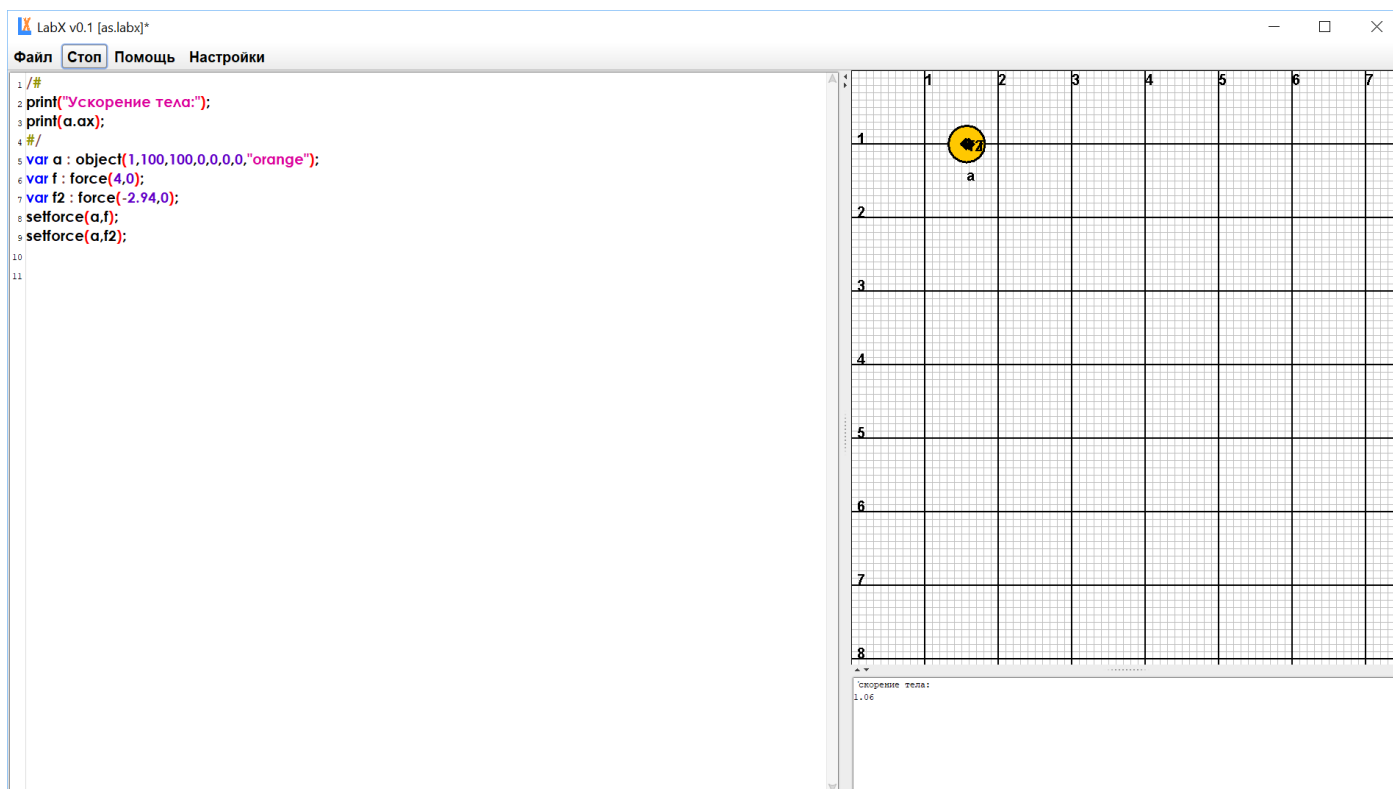 LabX v0.1 [as.labx]*
Файл Стоп Помощь Настройки
1 /#
2 print("Ускорение тела:");
3 print(a.ax);
4 #/
5 var a : object(1,100,100,0,0,0,0,"orange");
6 var f : force(4,0);
7 var f2 : force(-2.94,0);
8 setforce(a,f);
9 setforce(a,f2);
10
11
1 2 3 4 5 6 7
1
a
2
3
4
5
6
7
8
скорение тела:
1.06